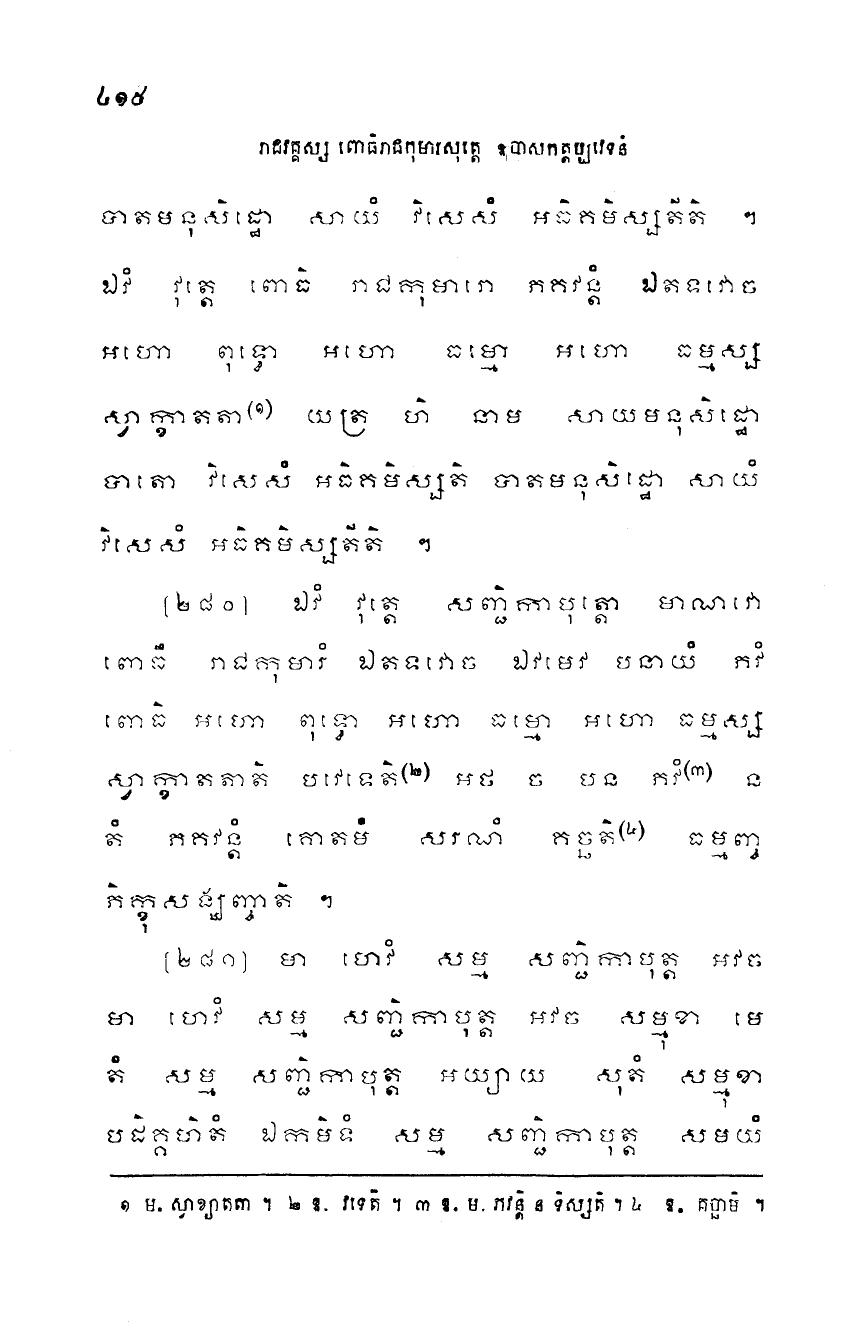 ៤១៥
រាជវគ្គស្ស ពោធិរាជកុមារសុត្តេ ឧបាសកត្តប្បវេទនំ
បាតមនុសិដ្ឋោ សាយំ វិសេសំ អធិគមិស្សតីតិ ។
ឯវំ វុត្តេ ពោធិ រាជកុមារោ ភគវន្តំ ឯតទវោច
អហោ ពុទ្ធោ អហោ ធម្មោ អហោ ធម្មស្ស
ស្វាក្ខាតតា(១) យត្រ ហិ នាម សាយមនុសិដ្ឋោ
បាតោ វិសេសំ អធិគមិស្សតិ បាតមនុសិដ្ឋោ សាយំ
វិសេសំ អធិគមិស្សតីតិ ។
[២៨០] ឯវំ វុត្តេ សញ្ជិកាបុត្តោ មាណវោ
ពោធឹ រាជកុមារំ ឯតទវោច ឯវមេវ បនាយំ ភវំ
ពោធិ អហោ ពុទ្ធោ អហោ ធម្មោ អហោ ធម្មស្ស
ស្វាក្ខាតតាតិ បវេទេតិ(២) អថ ច បន ភវំ(៣) ន
តំ ភគវន្តំ គោតមំ សរណំ គច្ឆតិ(៤) ធម្មញ្ច
ភិក្ខុសង្ឃញ្ចាតិ ។
[២៨១] មា ហេវំ សម្ម សញ្ជិកាបុត្ត អវច
មា ហេវំ សម្ម សញ្ជិកាបុត្ត អវច សម្មុខា មេ
តំ សម្ម សញ្ជិកាបុត្ត អយ្យាយ សុតំ សម្មុខា
បដិគ្គហិតំ ឯកមិទំ សម្ម សញ្ជិកាបុត្ត សមយំ
១ ម. ស្វាខ្យាតតា ។ ២ ឧ. វទេតិ ។ ៣ ឧ. ម. ភវន្តិ ន ទិស្សតិ ។ ៤ ឧ. គច្ឆាមិ ។